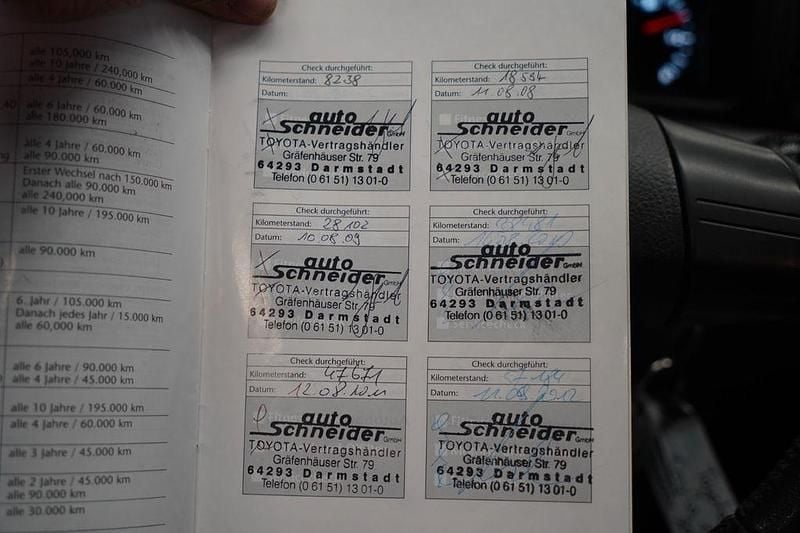 alle 105,000 km
alle 10 Jahre / 240,000 km
alle 4 Jahre / 60.000 km
alle 6 Jahre / 60.000 km
alle 180.000 km
alle 4 Jahre / 60.000 km
alle 90.000 km
Erster Wechsel nach 150.000 km
Danach alle 90.000 km
alle 240,000 km
alle 10 Jahre / 195.000 km
alle 90.000 km
6. Jahr / 105.000 km
Danach jedes Jahr / 15.000 km
alle 60,000 km
alle 6 Jahre / 90.000 km
alle 4 Jahre / 45.000 km
alle 10 Jahre / 195.000 km
alle 4 Jahre / 60.000 km
alle 3 Jahre / 45.000 km
alle 2 Jahre / 45.000 km
alle 90.000 km
alle 30.000 km
Check durchgeführt:
Kilometerstand: 8238
Datum:
auto
Schneider GmbH
TOYOTA-Vertragshändler
Gräfenhäuser Str. 79
64293 Darmstadt
Telefon (0 61 51) 13 01-0
Check durchgeführt:
Kilometerstand: 18 554
Datum: 11.08.08
auto
Schneider GmbH
TOYOTA-Vertragshändler
Gräfenhäuser Str. 79
64293 Darmstadt
Telefon (0 61 51) 13 01-0
Check durchgeführt:
Kilometerstand: 28 102
Datum: 10.08.09
auto
Schneider GmbH
TOYOTA-Vertragshändler
Gräfenhäuser Str. 79
64293 Darmstadt
Telefon (0 61 51) 13 01-0
Check durchgeführt:
Kilometerstand:
Datum:
auto
Schneider GmbH
TOYOTA-Vertragshändler
Gräfenhäuser Str. 79
64293 Darmstadt
Telefon (0 61 51) 13 01-0
Servicecheck
Check durchgeführt:
Kilometerstand: 47671
Datum: 12.08.2011
auto
Schneider GmbH
TOYOTA-Vertragshändler
Gräfenhäuser Str. 79
64293 Darmstadt
Telefon (0 61 51) 13 01-0
Check durchgeführt:
Kilometerstand:
Datum:
auto
Schneider GmbH
TOYOTA-Vertragshändler
Gräfenhäuser Str. 79
64293 Darmstadt
Telefon (0 61 51) 13 01-0